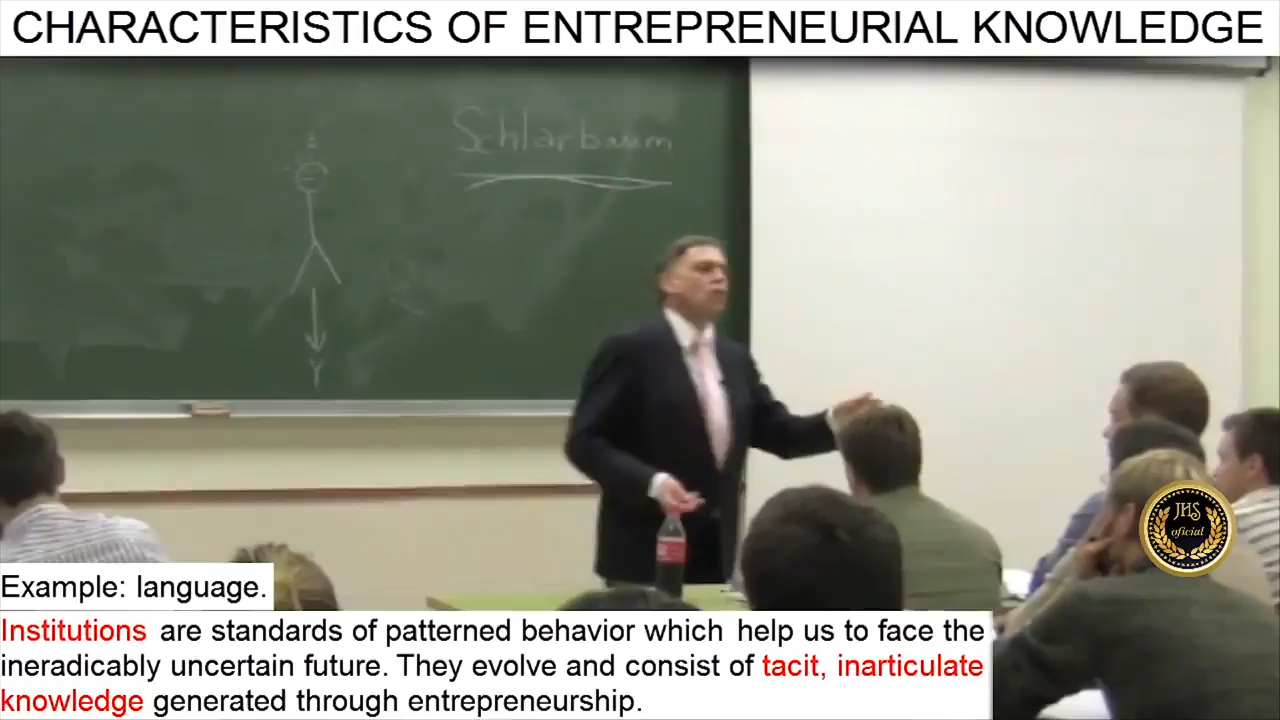 CHARACTERISTICS OF ENTREPRENEURIAL KNOWLEDGE
Schlarbaum
Y
JHS
oficial
Example: language.
Institutions are standards of patterned behavior which help us to face the
ineradicably uncertain future. They evolve and consist of tacit, inarticulate
knowledge generated through entrepreneurship.